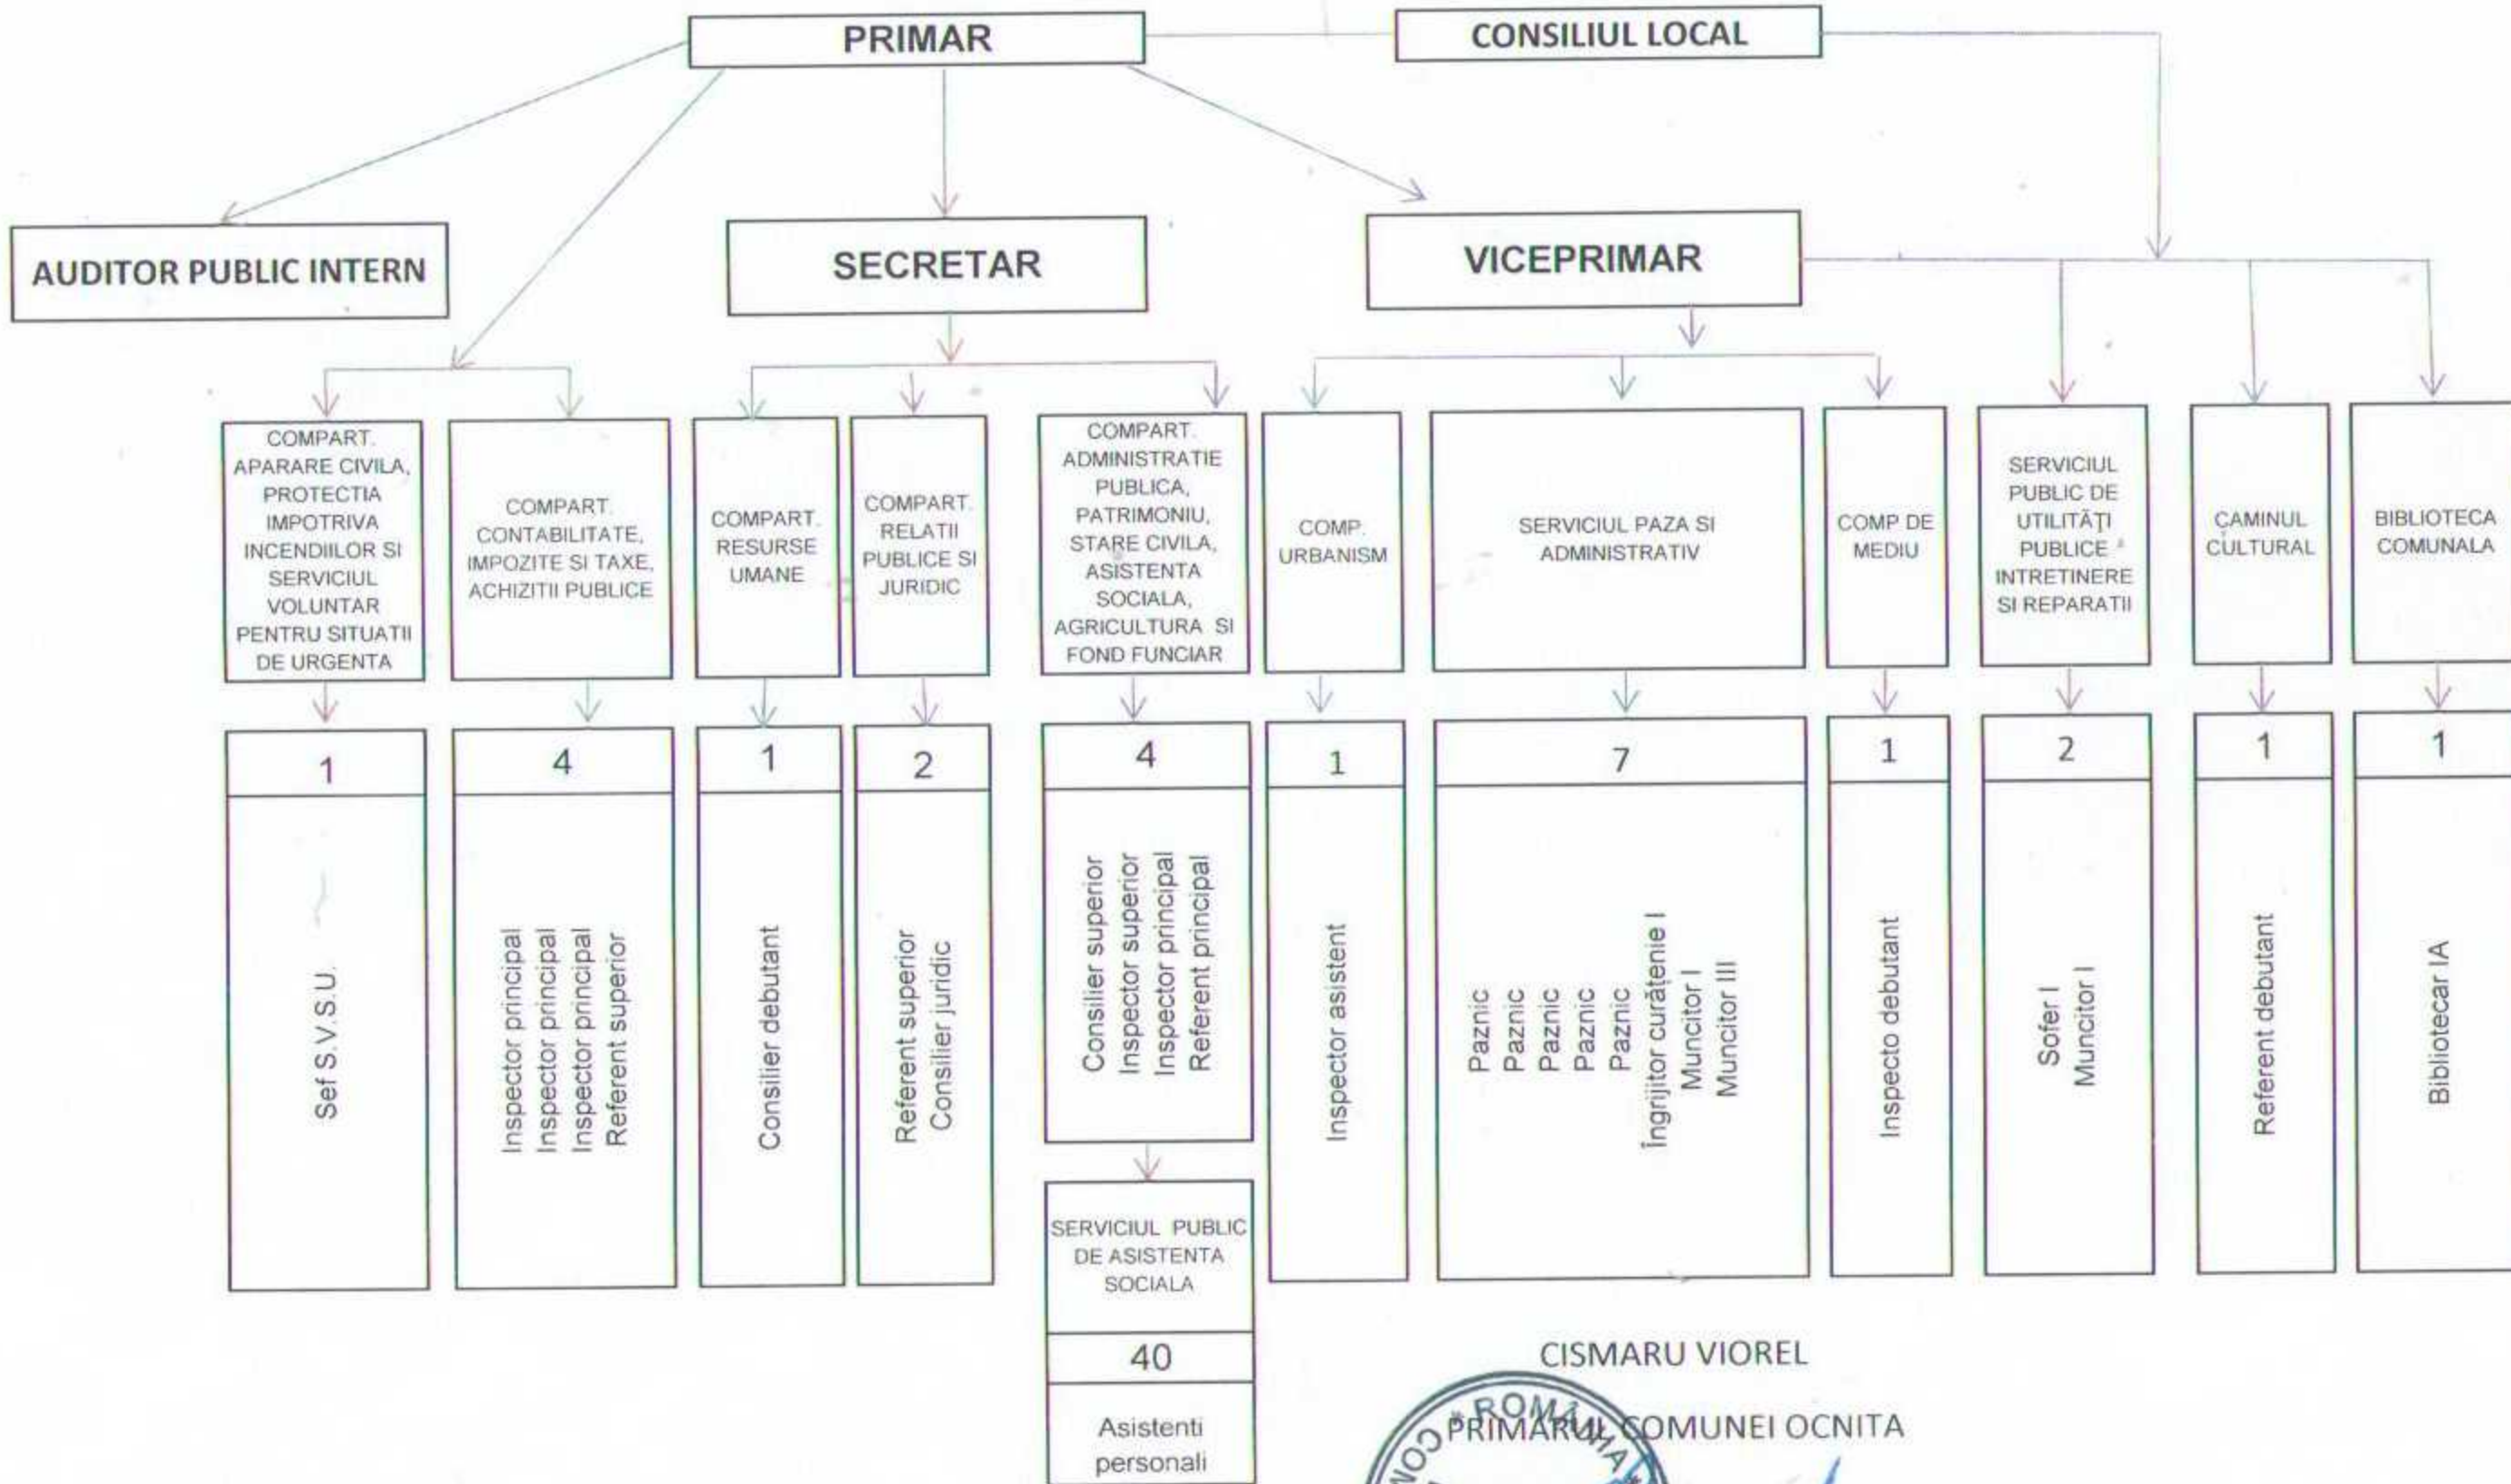 PRIMAR
CONSILIUL LOCAL
AUDITOR PUBLIC INTERN
SECRETAR
VICEPRIMAR
COMPART.
APARARE CIVILA,
PROTECTIA
IMPOTRIVA
INCENDIILOR SI
SERVICIUL
VOLUNTAR
PENTRU SITUATII
DE URGENTA
COMPART.
CONTABILITATE,
IMPOZITE SI TAXE,
ACHIZITII PUBLICE
COMPART.
RESURSE
UMANE
COMPART.
RELATII
PUBLICE SI
JURIDIC
COMPART.
ADMINISTRATIE
PUBLICA,
PATRIMONIU,
STARE CIVILA,
ASISTENTA
SOCIALA,
AGRICULTURA SI
FOND FUNCIAR
COMP.
URBANISM
SERVICIUL PAZA SI
ADMINISTRATIV
COMP DE
MEDIU
SERVICIUL
PUBLIC DE
UTILITĂŢI
PUBLICE
INTRETINERE
SI REPARATII
CAMINUL
CULTURAL
BIBLIOTECA
COMUNALA
1
4
1
2
4
1
7
1
2
1
1
Sef S.V.S.U.
Inspector principal
Inspector principal
Inspector principal
Referent superior
Consilier debutant
Referent superior
Consilier juridic
Consilier superior
Inspector superior
Inspector principal
Referent principal
Inspector asistent
Paznic
Paznic
Paznic
Paznic
Paznic
Îngrijitor curăţenie I
Muncitor I
Muncitor III
Inspecto debutant
Sofer I
Muncitor I
Referent debutant
Bibliotecar IA
SERVICIUL PUBLIC
DE ASISTENTA
SOCIALA
40
Asistenti
personali
CISMARU VIOREL
PRIMARUL COMUNEI OCNITA
* ROMÂNIA *
COM